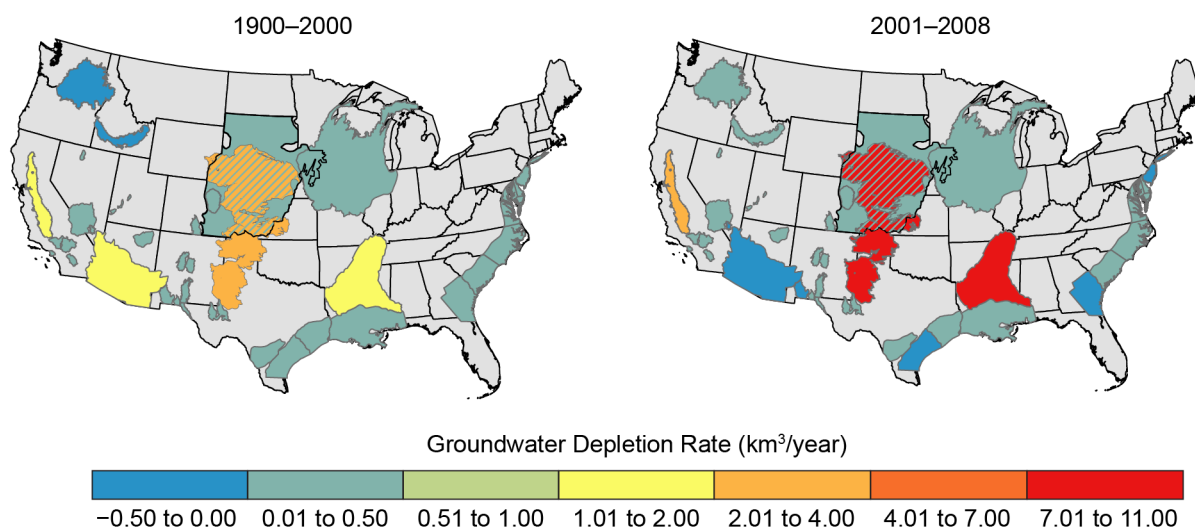 1900–2000
2001–2008
Groundwater Depletion Rate (km³/year)
−0.50 to 0.00
0.01 to 0.50
0.51 to 1.00
1.01 to 2.00
2.01 to 4.00
4.01 to 7.00
7.01 to 11.00